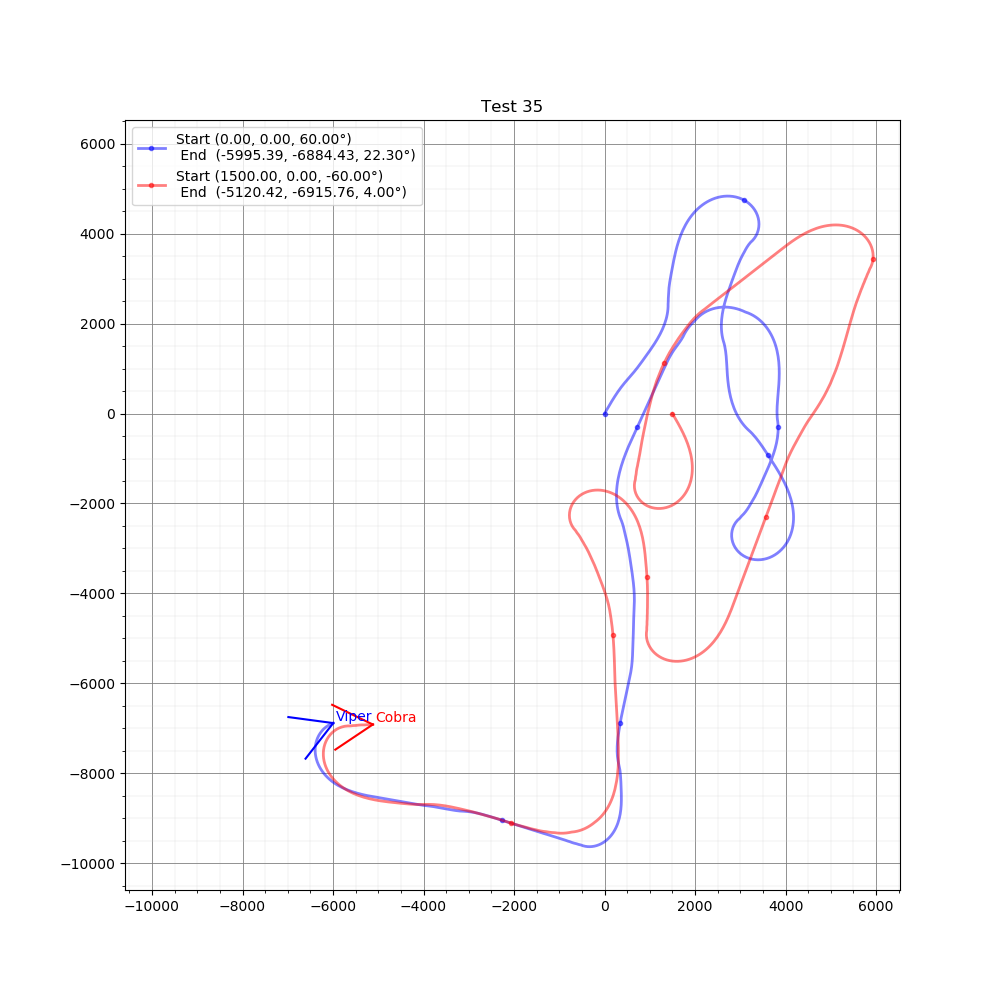 Test 35
Start (0.00, 0.00, 60.00°)
End (-5995.39, -6884.43, 22.30°)
Start (1500.00, 0.00, -60.00°)
End (-5120.42, -6915.76, 4.00°)
6000
4000
2000
0
−2000
−4000
−6000
−8000
−10000
Viper
Cobra
−10000 −8000 −6000 −4000 −2000 0 2000 4000 6000